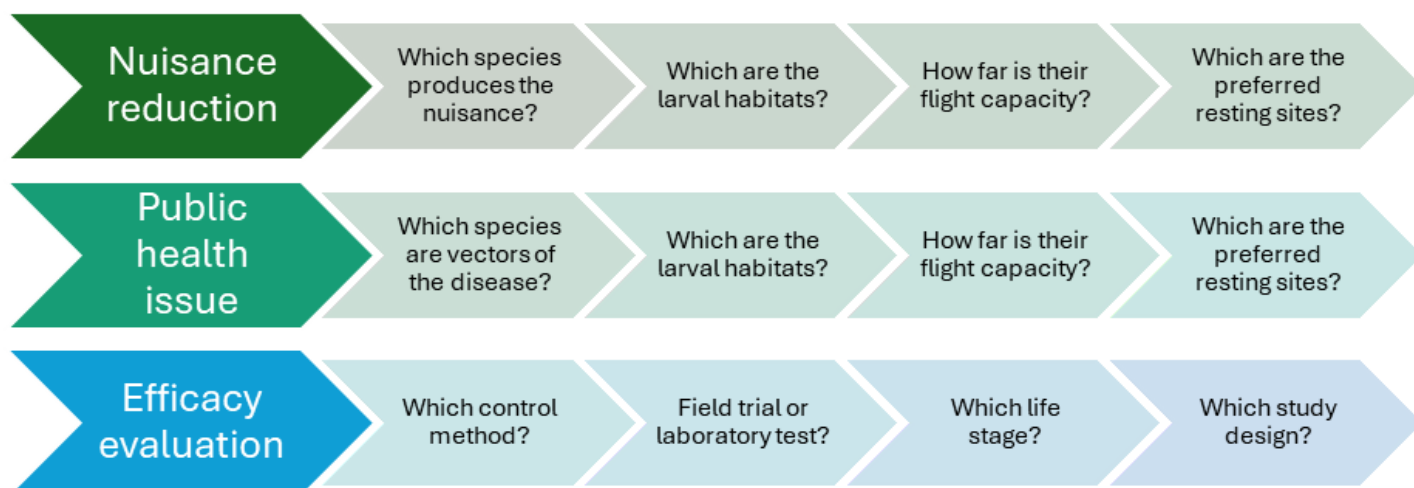 Nuisance
reduction
Which species
produces the
nuisance?
Which are the
larval habitats?
How far is their
flight capacity?
Which are the
preferred
resting sites?
Public
health
issue
Which species
are vectors of
the disease?
Which are the
larval habitats?
How far is their
flight capacity?
Which are the
preferred
resting sites?
Efficacy
evaluation
Which control
method?
Field trial or
laboratory test?
Which life
stage?
Which study
design?